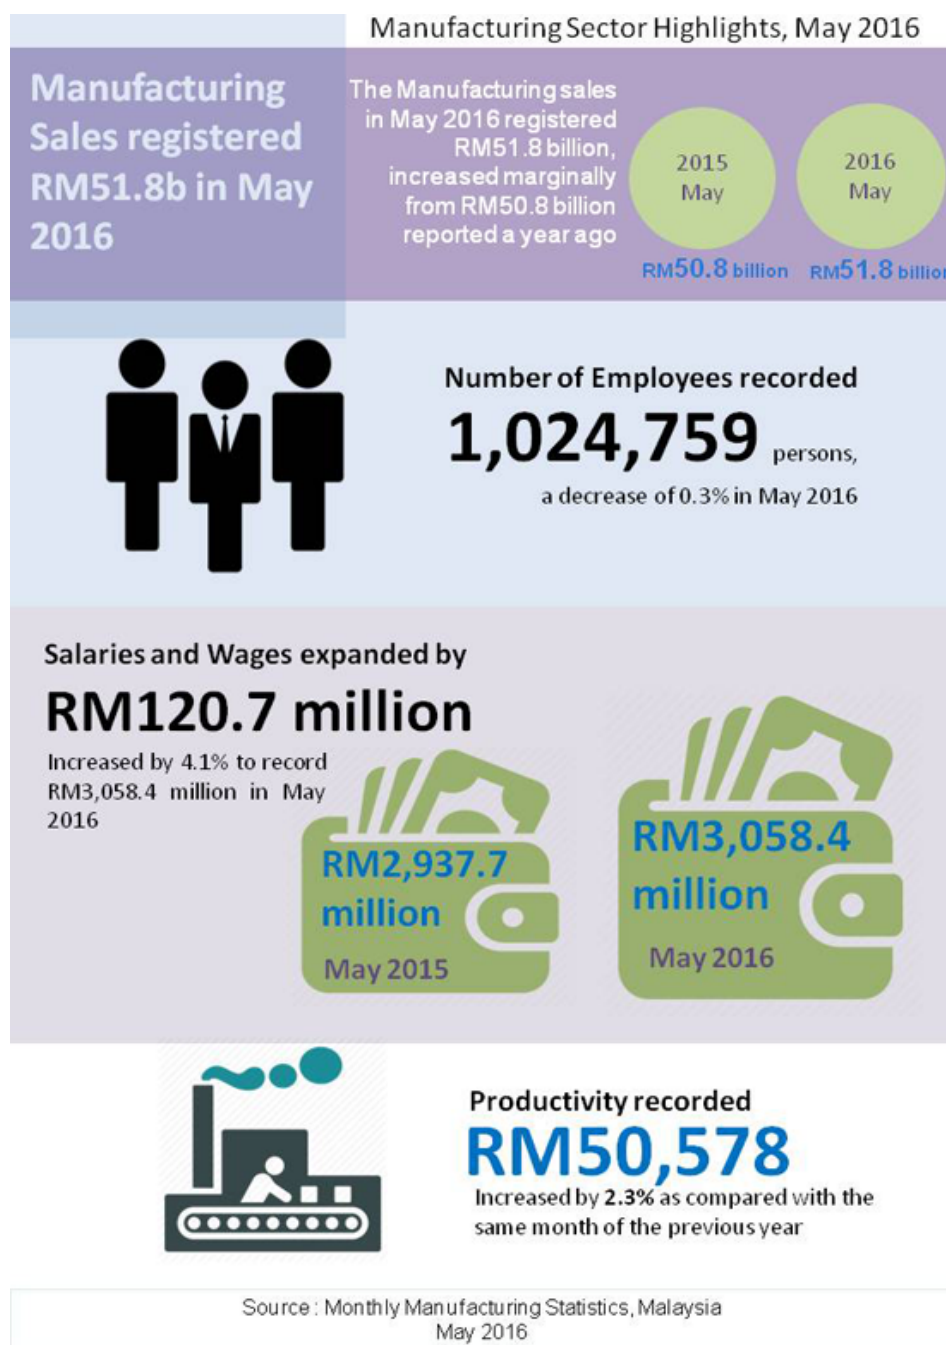 Manufacturing Sector Highlights, May 2016
Manufacturing
Sales registered
RM51.8b in May
2016
The Manufacturing sales
in May 2016 registered
RM51.8 billion,
increased marginally
from RM50.8 billion
reported a year ago
2015
May
RM50.8 billion
2016
May
RM51.8 billion
Number of Employees recorded
1,024,759 persons,
a decrease of 0.3% in May 2016
Salaries and Wages expanded by
RM120.7 million
Increased by 4.1% to record
RM3,058.4 million in May
2016
RM2,937.7
million
May 2015
RM3,058.4
million
May 2016
Productivity recorded
RM50,578
Increased by 2.3% as compared with the
same month of the previous year
Source : Monthly Manufacturing Statistics, Malaysia
May 2016